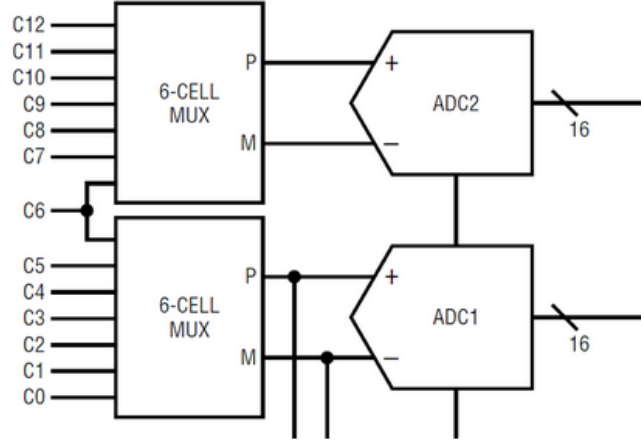 C12
C11
C10
C9
C8
C7
C6
C5
C4
C3
C2
C1
C0
6-CELL
MUX
P
M
+
−
ADC2
16
6-CELL
MUX
P
M
+
−
ADC1
16